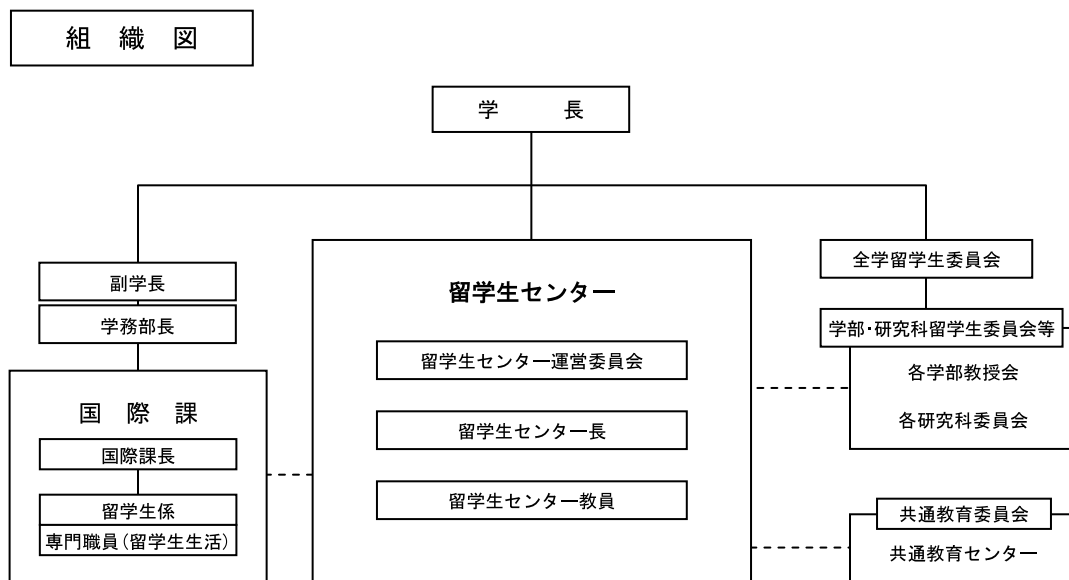 組織図
学長
副学長
学務部長
国際課
国際課長
留学生係
専門職員(留学生生活)
留学生センター
留学生センター運営委員会
留学生センター長
留学生センター教員
全学留学生委員会
学部・研究科留学生委員会等
各学部教授会
各研究科委員会
共通教育委員会
共通教育センター